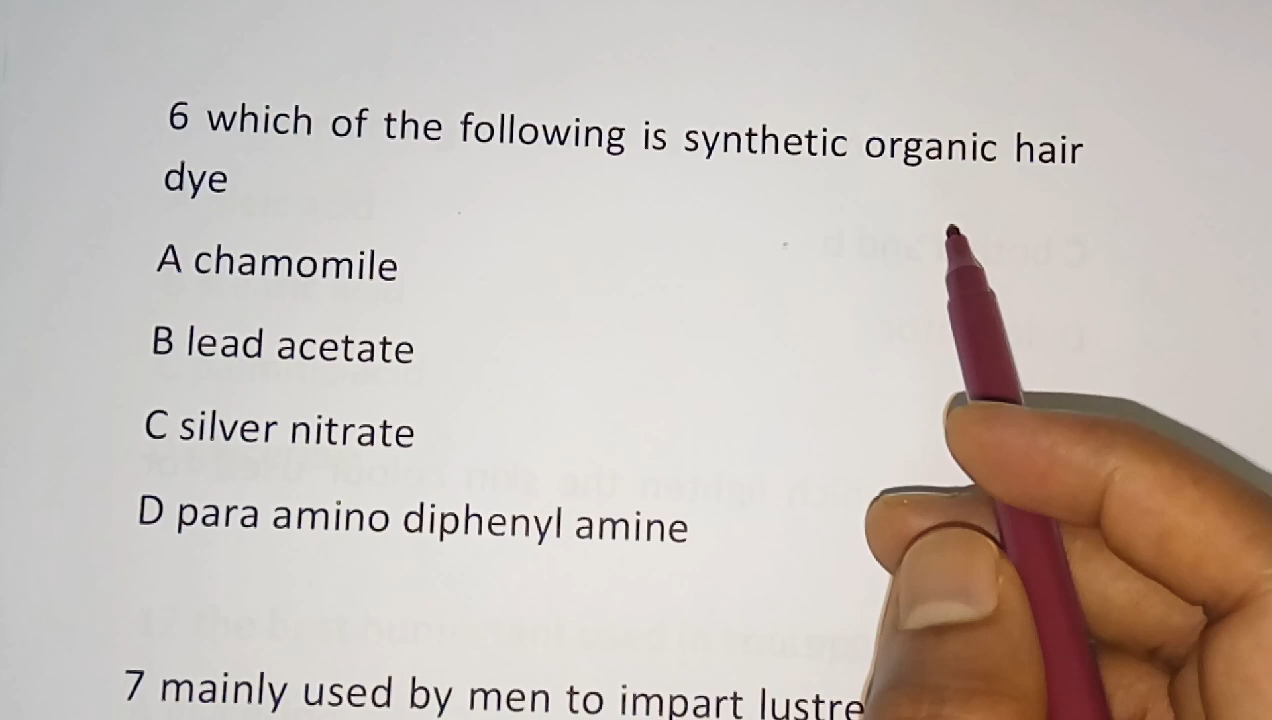 6 which of the following is synthetic organic hair
dye
A chamomile
B lead acetate
C silver nitrate
D para amino diphenyl amine
7 mainly used by men to impart lustre